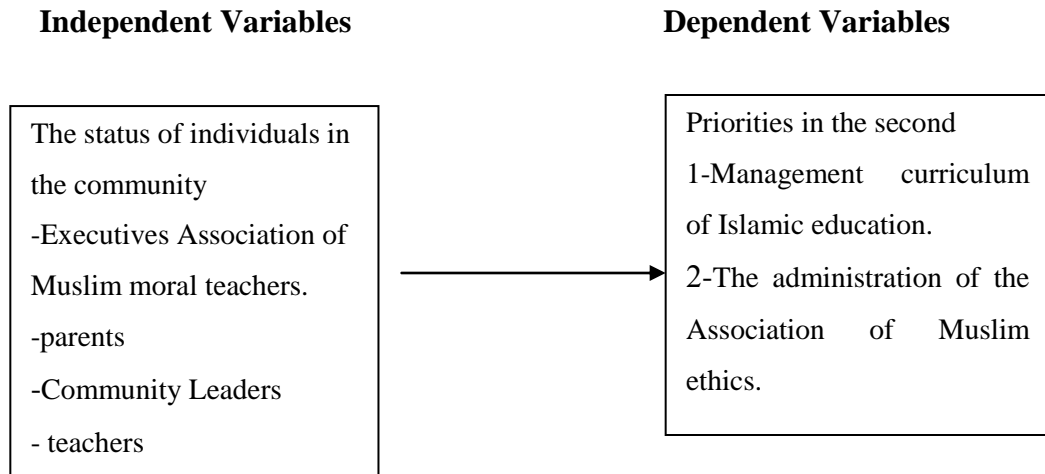 Independent Variables
Dependent Variables
The status of individuals in
the community
-Executives Association of
Muslim moral teachers.
-parents
-Community Leaders
- teachers
Priorities in the second
1-Management curriculum
of Islamic education.
2-The administration of the
Association of Muslim
ethics.